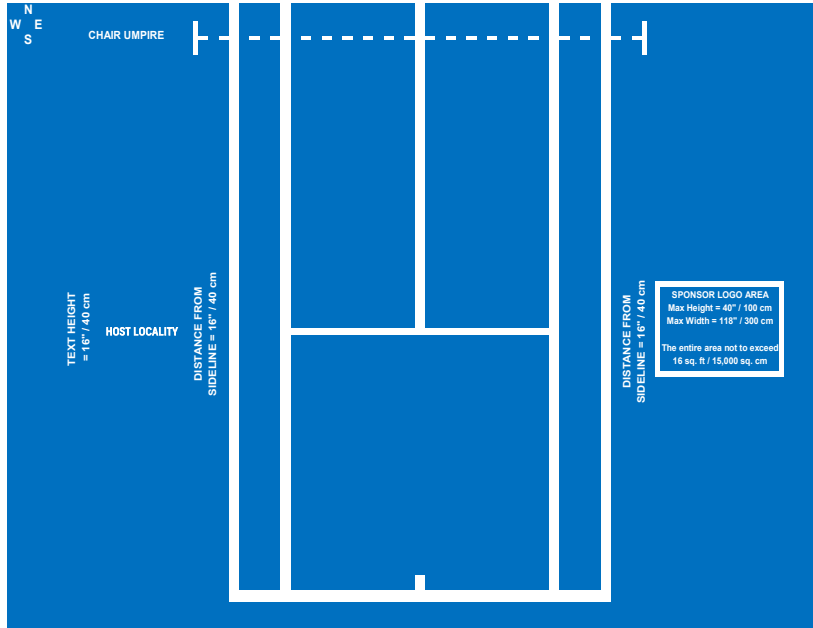 N
W E
S
CHAIR UMPIRE
TEXT HEIGHT
= 16" / 40 cm
HOST LOCALITY
DISTANCE FROM
SIDELINE = 16" / 40 cm
DISTANCE FROM
SIDELINE = 16" / 40 cm
SPONSOR LOGO AREA
Max Height = 40" / 100 cm
Max Width = 118" / 300 cm
The entire area not to exceed
16 sq. ft / 15,000 sq. cm